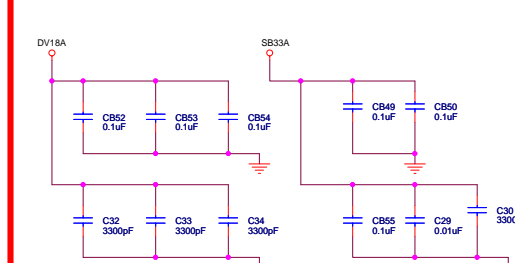 DV18A
SB33A
CB52
0.1uF
CB53
0.1uF
CB54
0.1uF
CB49
0.1uF
CB50
0.1uF
C32
3300pF
C33
3300pF
C34
3300pF
CB55
0.1uF
C29
0.01uF
C30